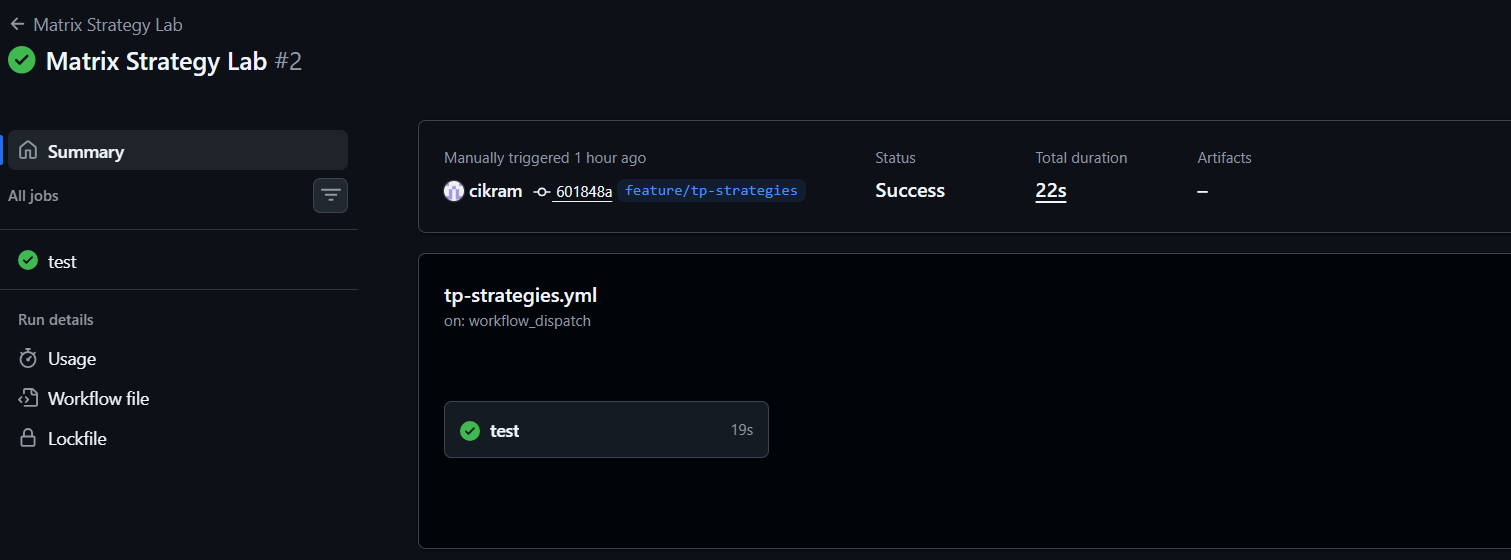 Matrix Strategy Lab
Matrix Strategy Lab #2
Summary
All jobs
test
Run details
Usage
Workflow file
Lockfile
Manually triggered 1 hour ago
cikram 601848a feature/tp-strategies
Status
Success
Total duration
22s
Artifacts
–
tp-strategies.yml
on: workflow_dispatch
test 19s